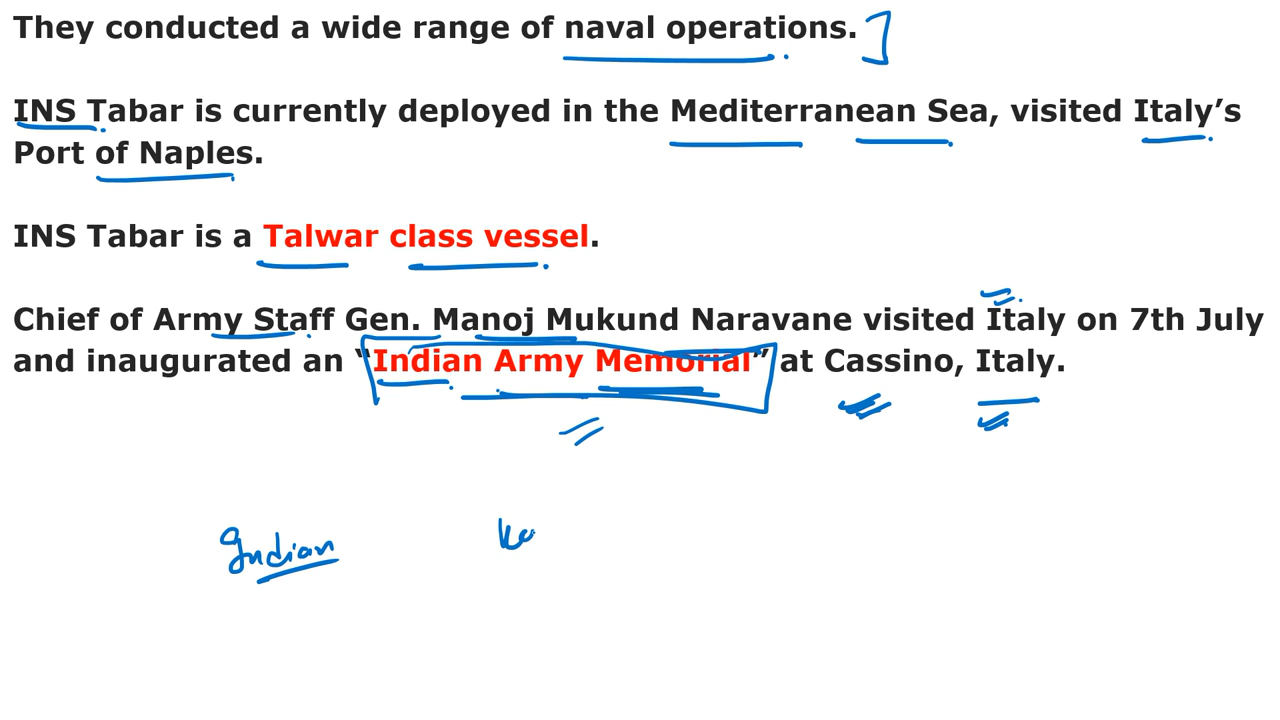 They conducted a wide range of naval operations.
INS Tabar is currently deployed in the Mediterranean Sea, visited Italy’s
Port of Naples.
INS Tabar is a Talwar class vessel.
Chief of Army Staff Gen. Manoj Mukund Naravane visited Italy on 7th July
and inaugurated an “Indian Army Memorial” at Cassino, Italy.
Indian